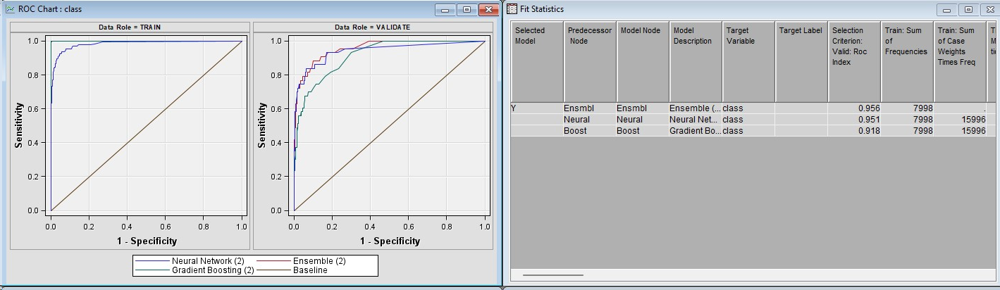 ROC Chart : class
Data Role = TRAIN
Data Role = VALIDATE
Sensitivity
1.0
0.8
0.6
0.4
0.2
0.0
0.0 0.2 0.4 0.6 0.8 1.0
1 - Specificity
Sensitivity
1.0
0.8
0.6
0.4
0.2
0.0
0.0 0.2 0.4 0.6 0.8 1.0
1 - Specificity
Neural Network (2) Ensemble (2)
Gradient Boosting (2) Baseline
Fit Statistics
Selected Model
Predecessor Node
Model Node
Model Description
Target Variable
Target Label
Selection Criterion: Valid: Roc Index
Train: Sum of Frequencies
Train: Sum of Case Weights Times Freq
Y Ensmbl Ensmbl Ensemble (... class 0.956 7998 .
Neural Neural Neural Net... class 0.951 7998 15996
Boost Boost Gradient Bo... class 0.918 7998 15996